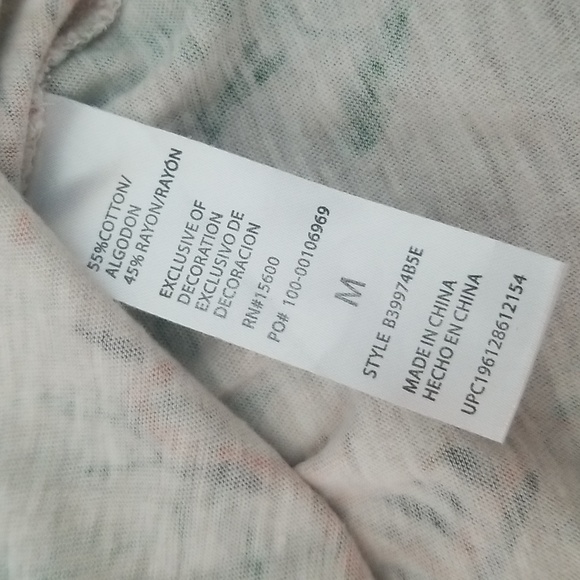 55%COTTON/
ALGODON
45%RAYON/RAYÓN
EXCLUSIVE OF
DECORATION
EXCLUSIVO DE
DECORACION
RN#15600
PO# 100-00106969
M
STYLE B39974B5E
MADE IN CHINA
HECHO EN CHINA
UPC196128612154